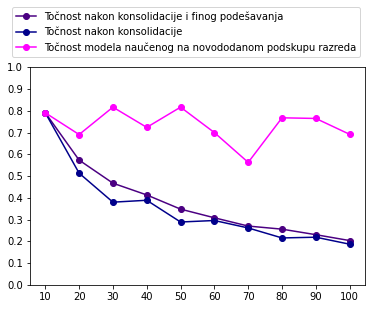 Točnost nakon konsolidacije i finog podešavanja
Točnost nakon konsolidacije
Točnost modela naučenog na novododanom podskupu razreda
1.0
0.9
0.8
0.7
0.6
0.5
0.4
0.3
0.2
0.1
0.0
10 20 30 40 50 60 70 80 90 100